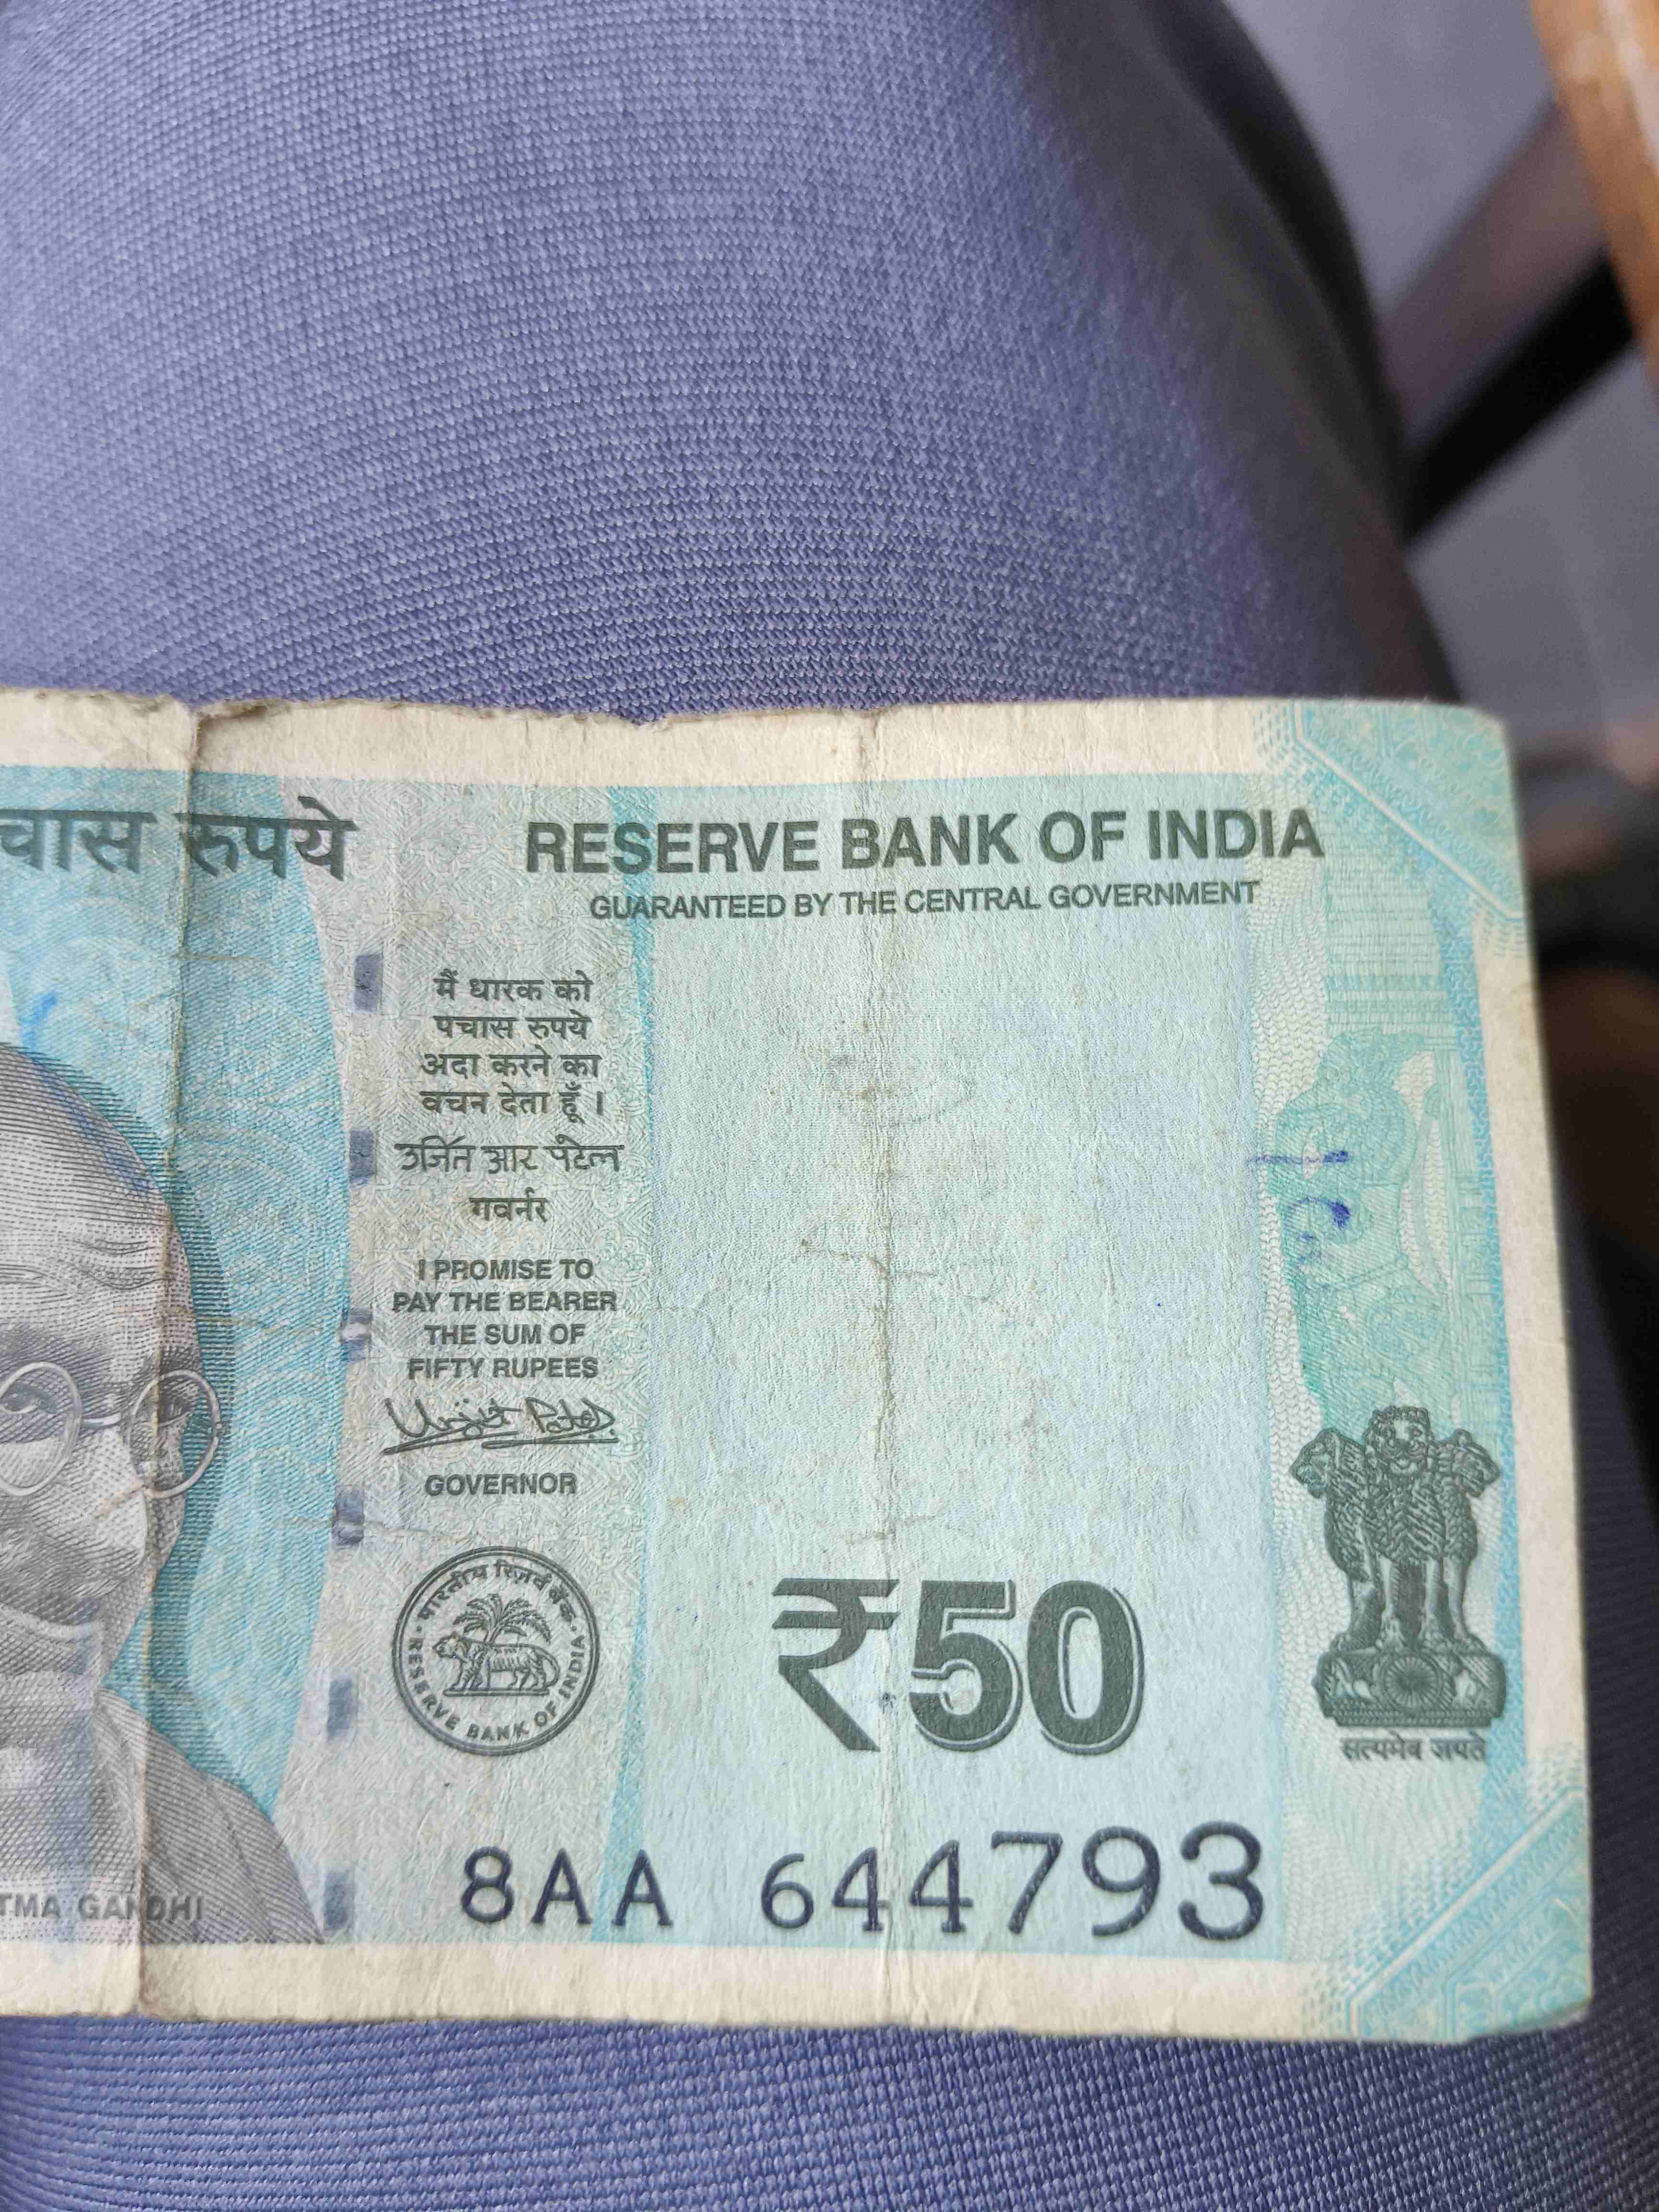 चास रुपये
RESERVE BANK OF INDIA
GUARANTEED BY THE CENTRAL GOVERNMENT
मैं धारक को
पचास रुपये
अदा करने का
वचन देता हूँ ।
उर्जित आर पटेल
गवर्नर
I PROMISE TO
PAY THE BEARER
THE SUM OF
FIFTY RUPEES
Urjit Patel
GOVERNOR
भारतीय रिज़र्व बैंक
RESERVE BANK OF INDIA
₹50
सत्यमेव जयते
8AA 644793
TMA GANDHI